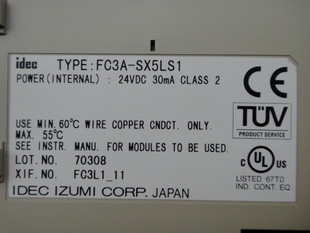 idec TYPE:FC3A-SX5LS1
POWER(INTERNAL) : 24VDC 30mA CLASS 2
CE
TÜV
PRODUCT SERVICE
USE MIN.60℃ WIRE COPPER CNDCT. ONLY.
MAX. 55℃
SEE INSTR. MANU. FOR MODULES TO BE USED.
LOT.NO. 70308
XIF.NO. FC3L1_11
IDEC IZUMI CORP. JAPAN
C UL US
LISTED 67T0
IND. CONT. EQ